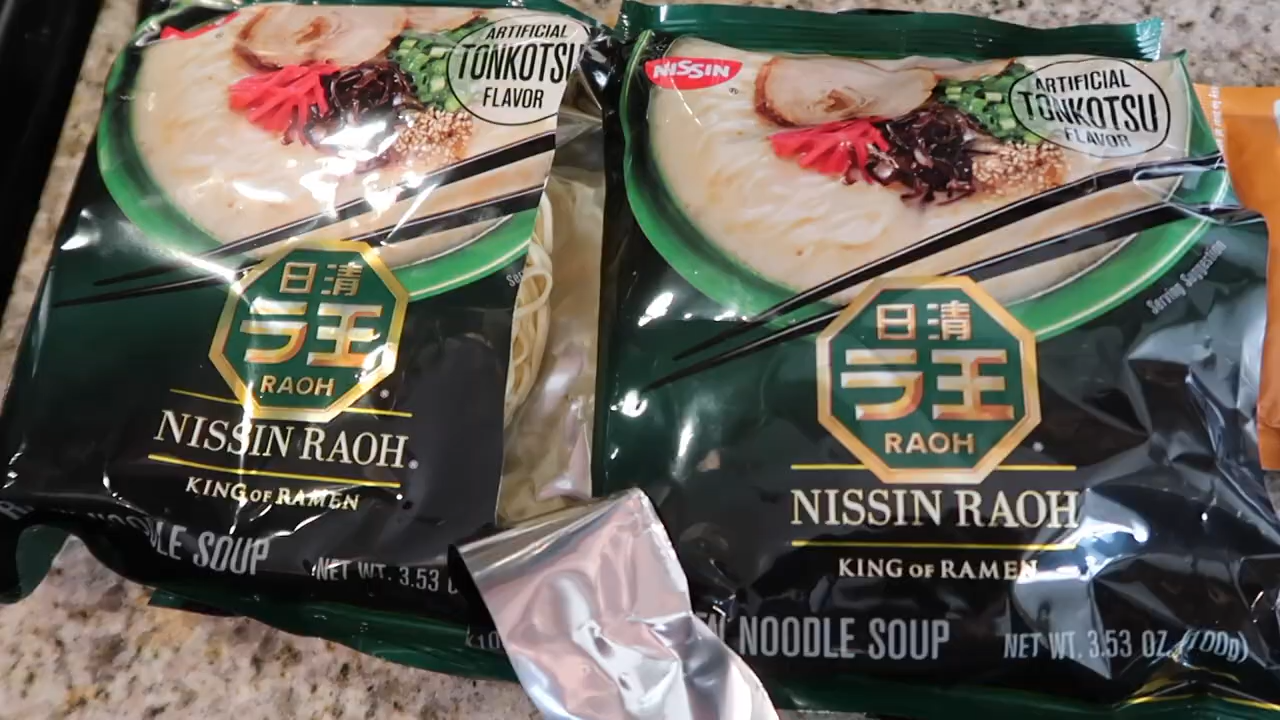 ARTIFICIAL
TONKOTSU
FLAVOR
日清
ラ王
RAOH
NISSIN RAOH
KING OF RAMEN
NOODLE SOUP
NET WT. 3.53
NISSIN
ARTIFICIAL
TONKOTSU
FLAVOR
Serving Suggestion
日清
ラ王
RAOH
NISSIN RAOH
KING OF RAMEN
NOODLE SOUP
NET WT. 3.53 OZ (100g)